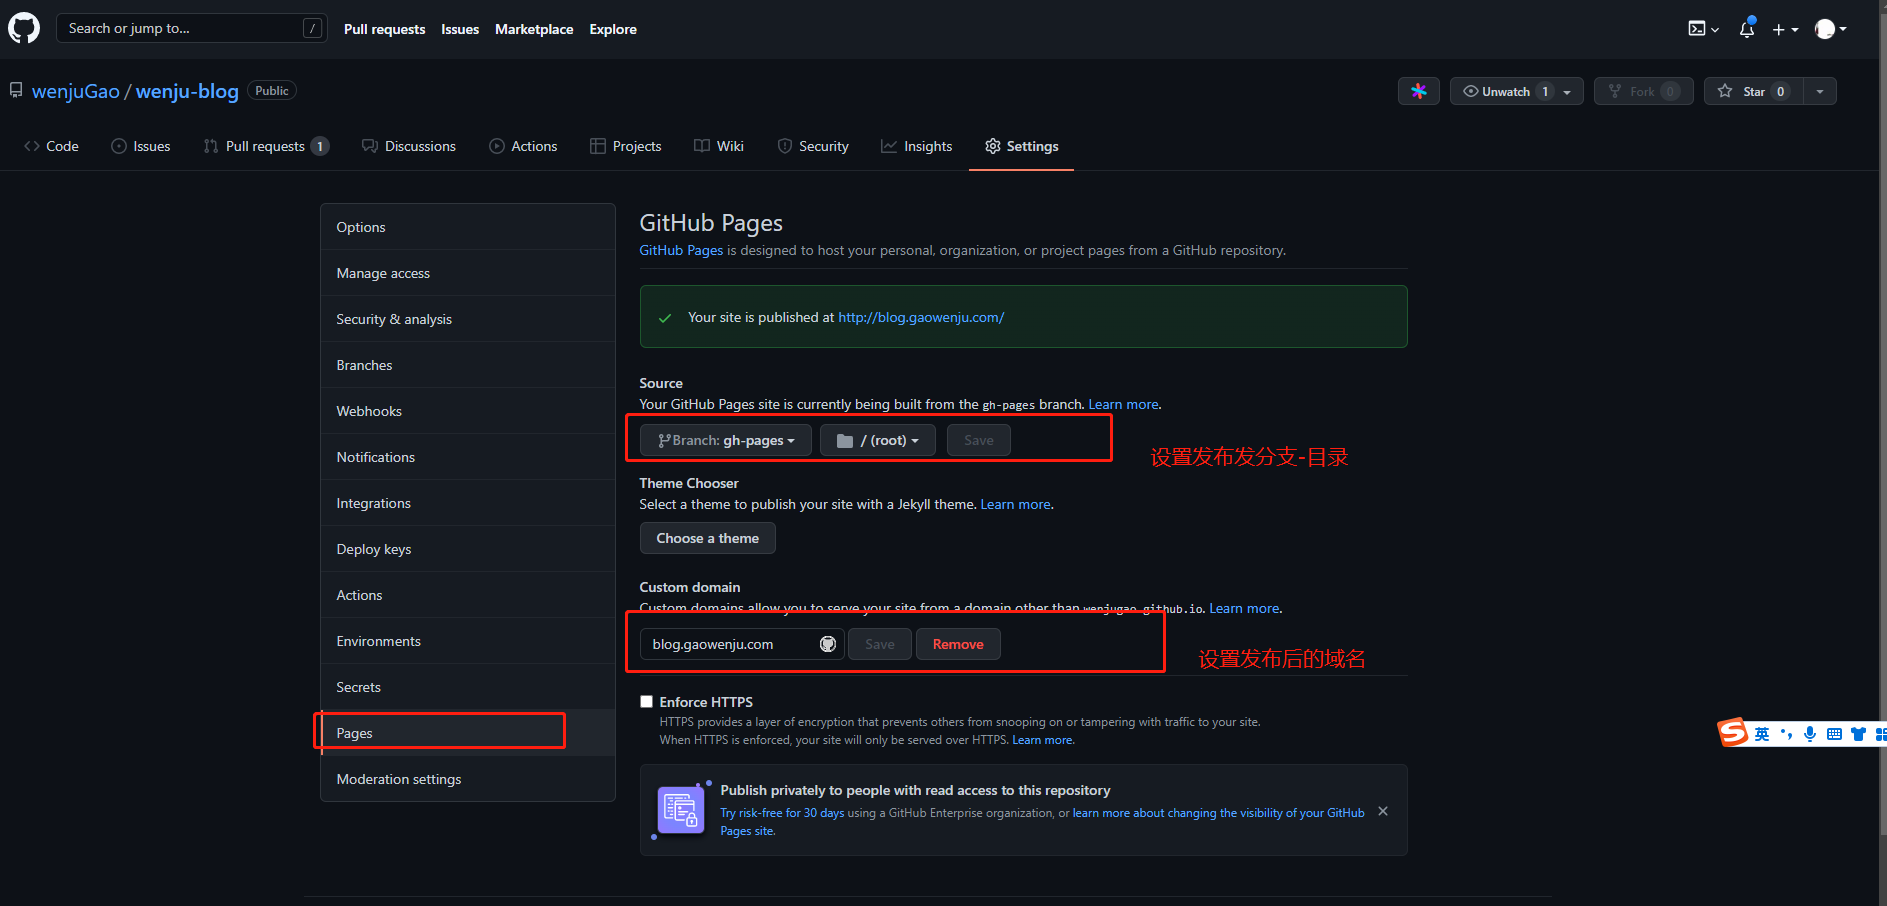 Search or jump to... /
Pull requests Issues Marketplace Explore
wenjuGao / wenju-blog Public
Unwatch 1 Fork 0 Star 0
Code Issues Pull requests 1 Discussions Actions Projects Wiki Security Insights Settings
Options
Manage access
Security & analysis
Branches
Webhooks
Notifications
Integrations
Deploy keys
Actions
Environments
Secrets
Pages
Moderation settings
GitHub Pages
GitHub Pages is designed to host your personal, organization, or project pages from a GitHub repository.
Your site is published at http://blog.gaowenju.com/
Source
Your GitHub Pages site is currently being built from the gh-pages branch. Learn more.
Branch: gh-pages / (root) Save
设置发布发分支-目录
Theme Chooser
Select a theme to publish your site with a Jekyll theme. Learn more.
Choose a theme
Custom domain
Custom domains allow you to serve your site from a domain other than wenjugao.github.io. Learn more.
blog.gaowenju.com Save Remove
设置发布后的域名
Enforce HTTPS
HTTPS provides a layer of encryption that prevents others from snooping on or tampering with traffic to your site.
When HTTPS is enforced, your site will only be served over HTTPS. Learn more.
S 英
Publish privately to people with read access to this repository
Try risk-free for 30 days using a GitHub Enterprise organization, or learn more about changing the visibility of your GitHub
Pages site.